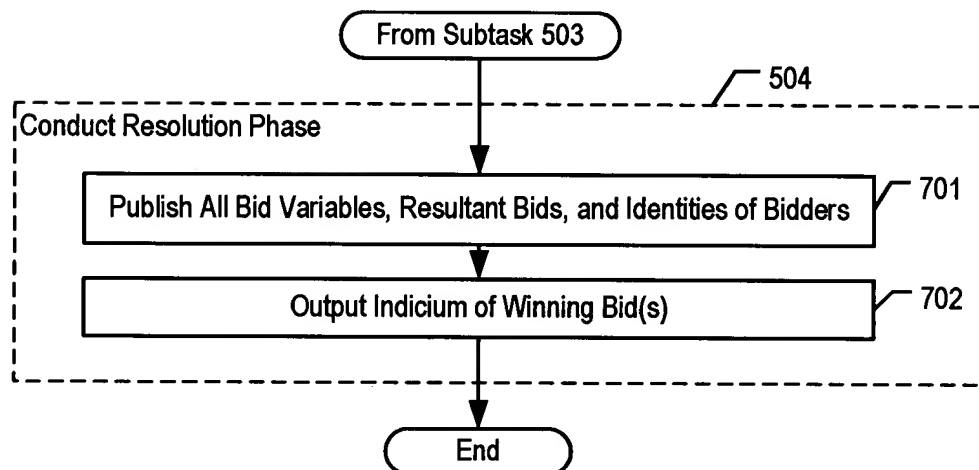 From Subtask 503
504
Conduct Resolution Phase
Publish All Bid Variables, Resultant Bids, and Identities of Bidders
701
Output Indicium of Winning Bid(s)
702
End